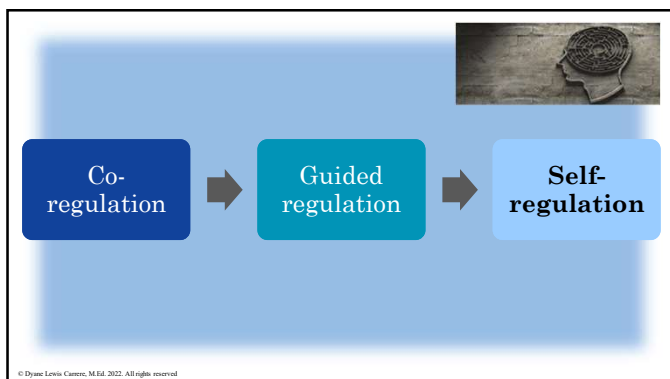 Co-
regulation
Guided
regulation
Self-
regulation
© Dyane Lewis Carrere, M.Ed. 2022. All rights reserved